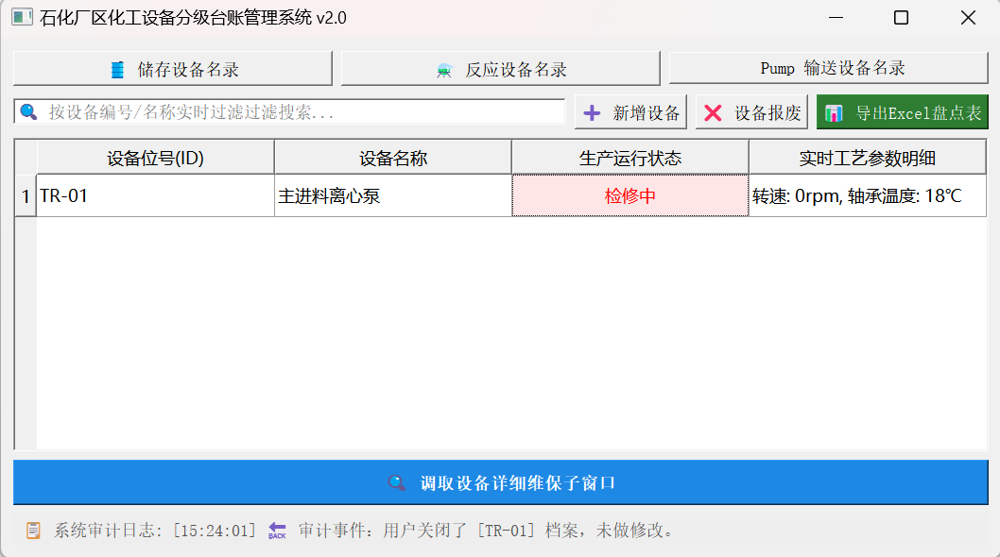 石化厂区化工设备分级台账管理系统 v2.0
储存设备名录 反应设备名录 Pump 输送设备名录
按设备编号/名称实时过滤过滤搜索... 新增设备 设备报废 导出Excel盘点表
设备位号(ID) 设备名称 生产运行状态 实时工艺参数明细
1 TR-01 主进料离心泵 检修中 转速: 0rpm, 轴承温度: 18℃
调取设备详细维保子窗口
系统审计日志: [15:24:01] BACK 审计事件: 用户关闭了 [TR-01] 档案，未做修改。